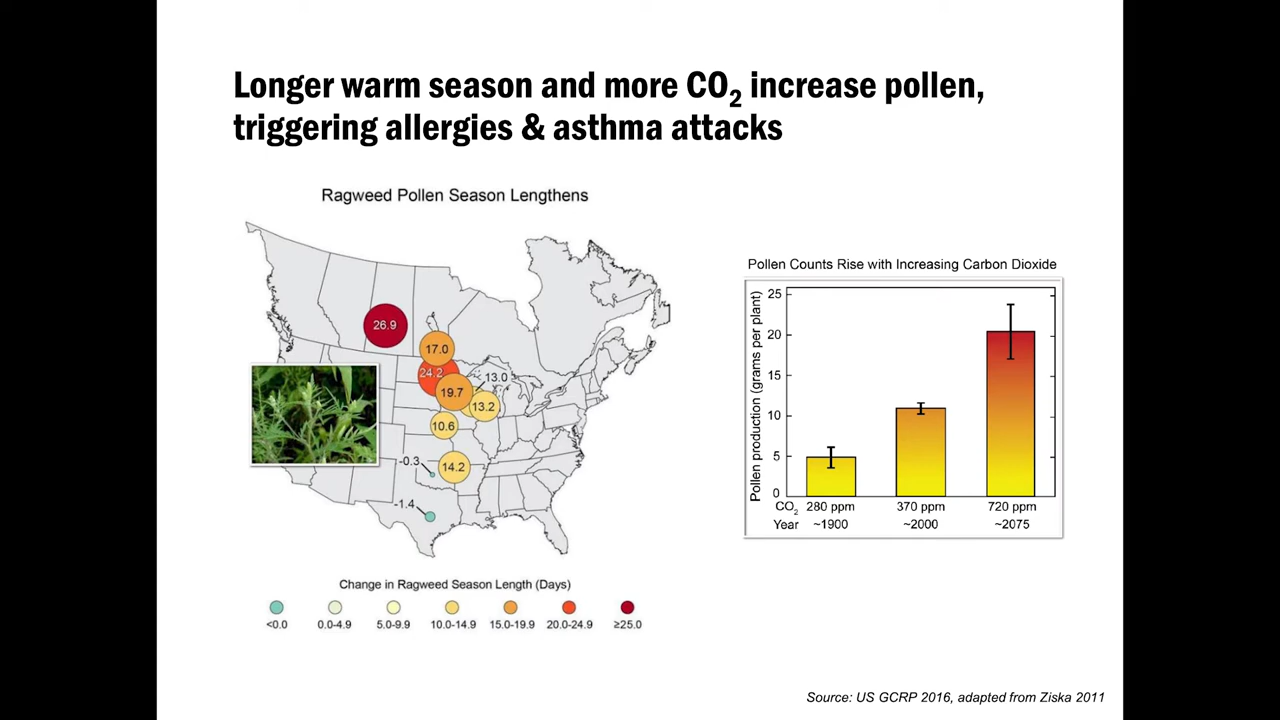 Longer warm season and more CO₂ increase pollen,
triggering allergies & asthma attacks
Ragweed Pollen Season Lengthens
26.9
17.0
24.2
13.0
19.7
13.2
10.6
-0.3
14.2
-1.4
Change in Ragweed Season Length (Days)
<0.0 0.0-4.9 5.0-9.9 10.0-14.9 15.0-19.9 20.0-24.9 ≥25.0
Pollen Counts Rise with Increasing Carbon Dioxide
Pollen production (grams per plant)
25
20
15
10
5
0
CO₂ 280 ppm 370 ppm 720 ppm
Year ~1900 ~2000 ~2075
Source: US GCRP 2016, adapted from Ziska 2011